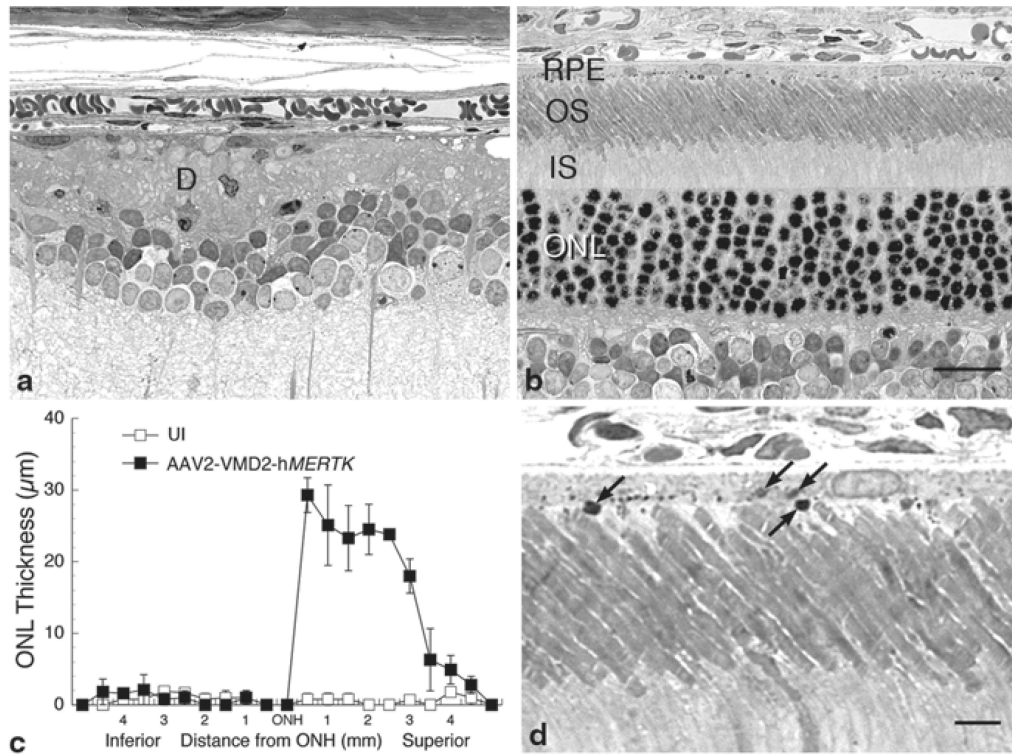 D
a
RPE
OS
IS
ONL
b
40
30
20
10
0
ONL Thickness (µm)
UI
AAV2-VMD2-hMERTK
4 3 2 1 ONH 1 2 3 4
Inferior Distance from ONH (mm) Superior
c
d